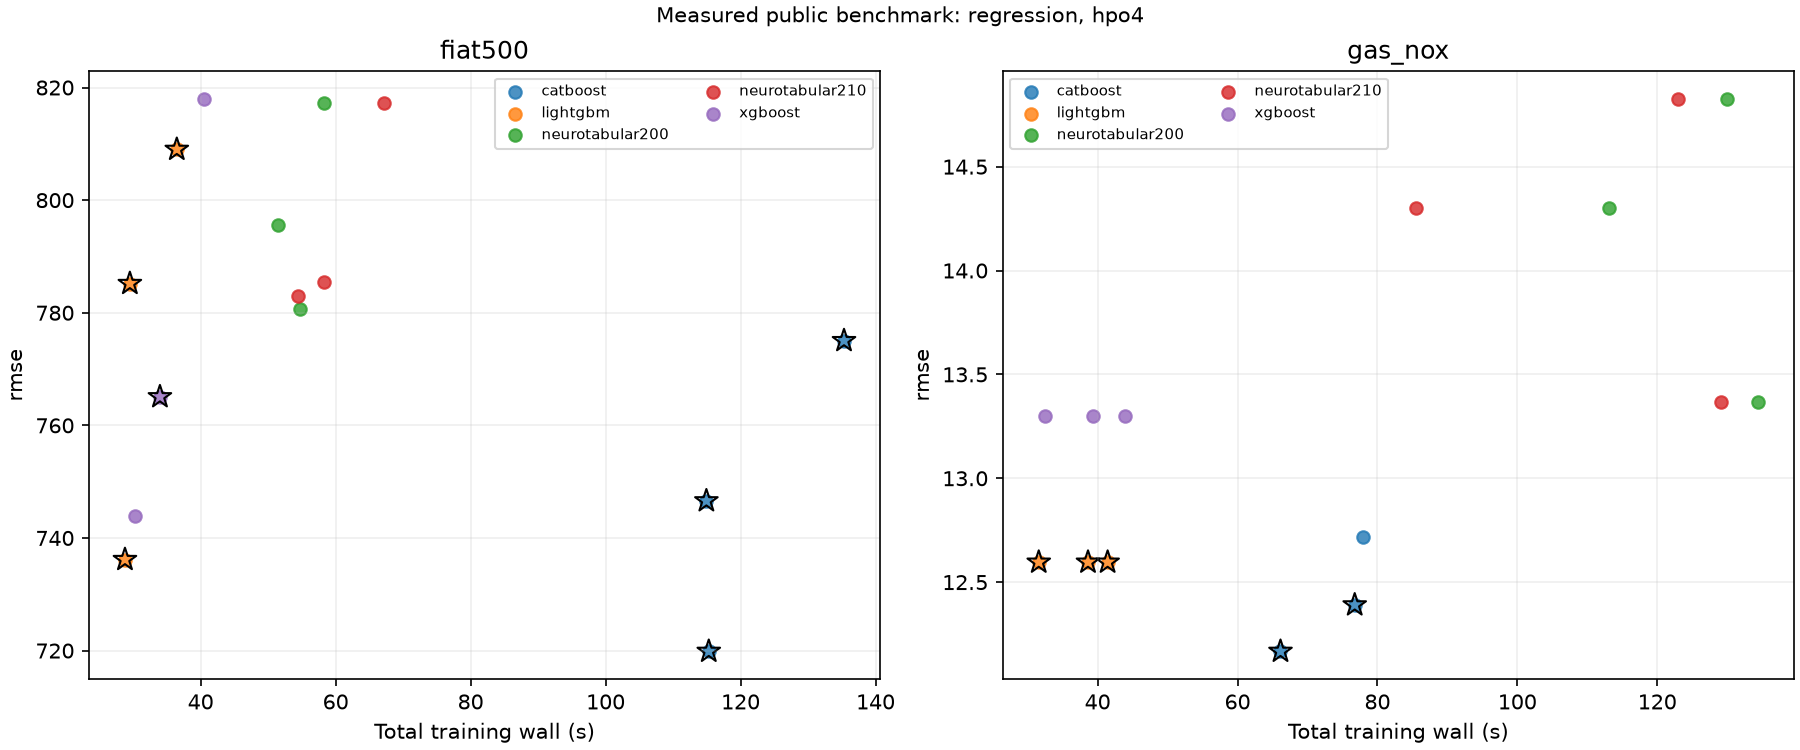 Measured public benchmark: regression, hpo4
fiat500
catboost
lightgbm
neurotabular200
neurotabular210
xgboost
820
800
780
760
740
720
rmse
40
60
80
100
120
140
Total training wall (s)
gas_nox
catboost
lightgbm
neurotabular200
neurotabular210
xgboost
14.5
14.0
13.5
13.0
12.5
rmse
40
60
80
100
120
Total training wall (s)